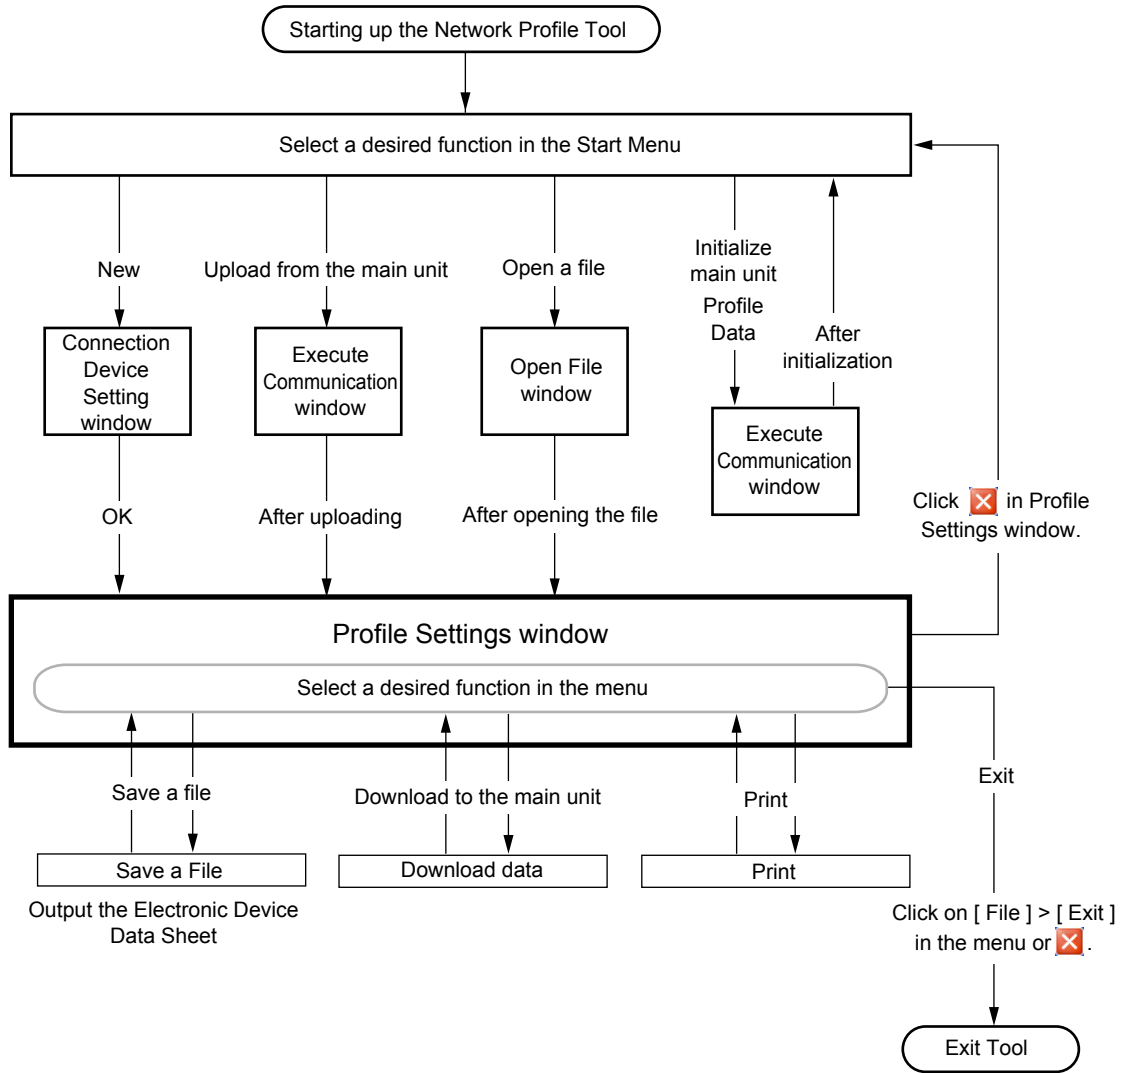 Starting up the Network Profile Tool
Select a desired function in the Start Menu
New
Upload from the main unit
Open a file
Initialize
main unit
Profile
Data
After
initialization
Connection
Device
Setting
window
Execute
Communication
window
Open File
window
Execute
Communication
window
OK
After uploading
After opening the file
Click in Profile
Settings window.
Profile Settings window
Select a desired function in the menu
Save a file
Download to the main unit
Print
Exit
Save a File
Download data
Print
Output the Electronic Device
Data Sheet
Click on [ File ] > [ Exit ]
in the menu or .
Exit Tool